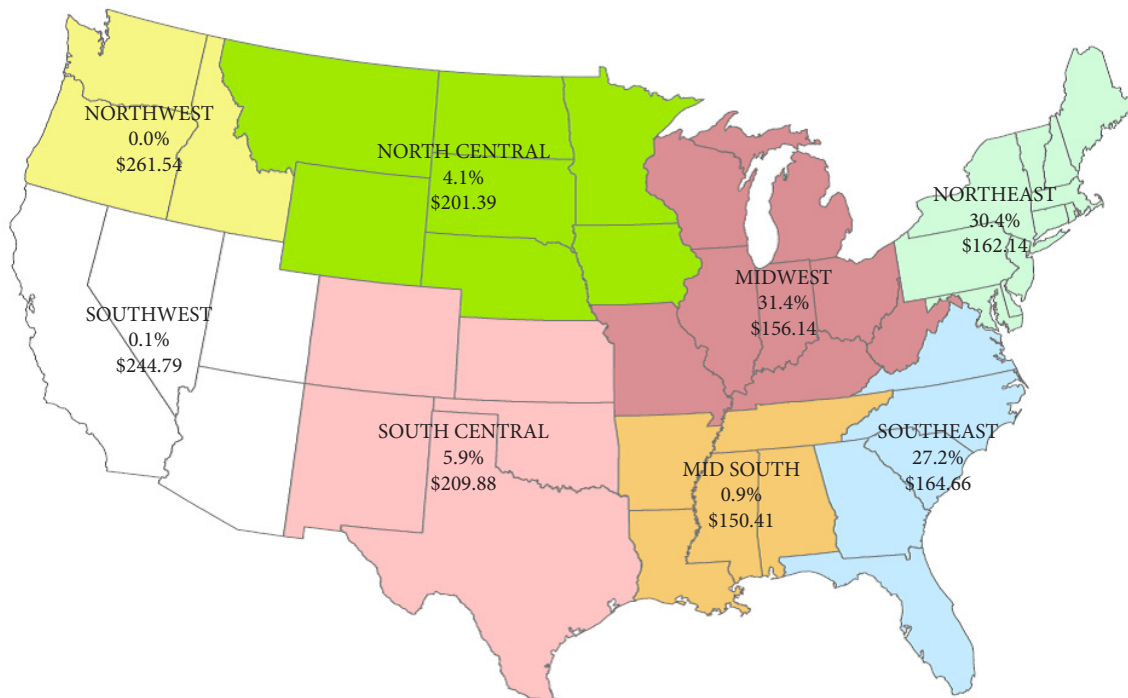 NORTHWEST
0.0%
$261.54
NORTH CENTRAL
4.1%
$201.39
NORTHEAST
30.4%
$162.14
MIDWEST
31.4%
$156.14
SOUTHWEST
0.1%
$244.79
SOUTH CENTRAL
5.9%
$209.88
MID SOUTH
0.9%
$150.41
SOUTHEAST
27.2%
$164.66